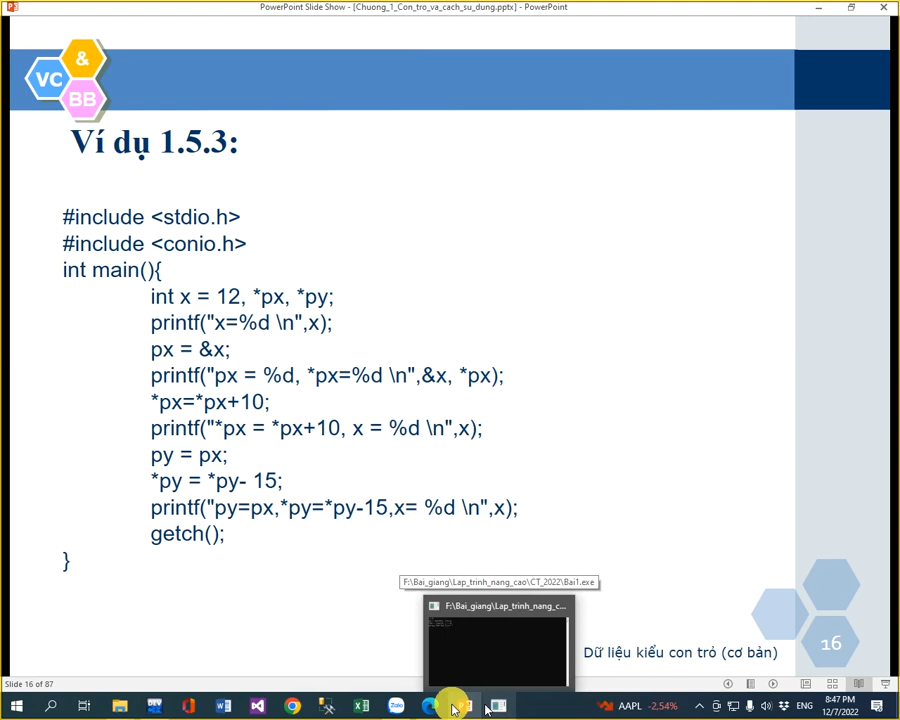 PowerPoint Slide Show - [Chuong_1_Con_tro_va_cach_su_dung.pptx] - PowerPoint
&
VC
BB
Ví dụ 1.5.3:
#include <stdio.h>
#include <conio.h>
int main(){
int x = 12, *px, *py;
printf("x=%d \n",x);
px = &x;
printf("px = %d, *px=%d \n",&x, *px);
*px=*px+10;
printf("*px = *px+10, x = %d \n",x);
py = px;
*py = *py- 15;
printf("py=px,*py=*py-15,x= %d \n",x);
getch();
}
F:\Bai_giang\Lap_trinh_nang_cao\CT_2022\Bai1.exe
F:\Bai_giang\Lap_trinh_nang_c...
Dữ liệu kiểu con trỏ (cơ bản)
16
Slide 16 of 87
Zalo
AAPL -2,54%
ENG
8:47 PM
12/7/2022